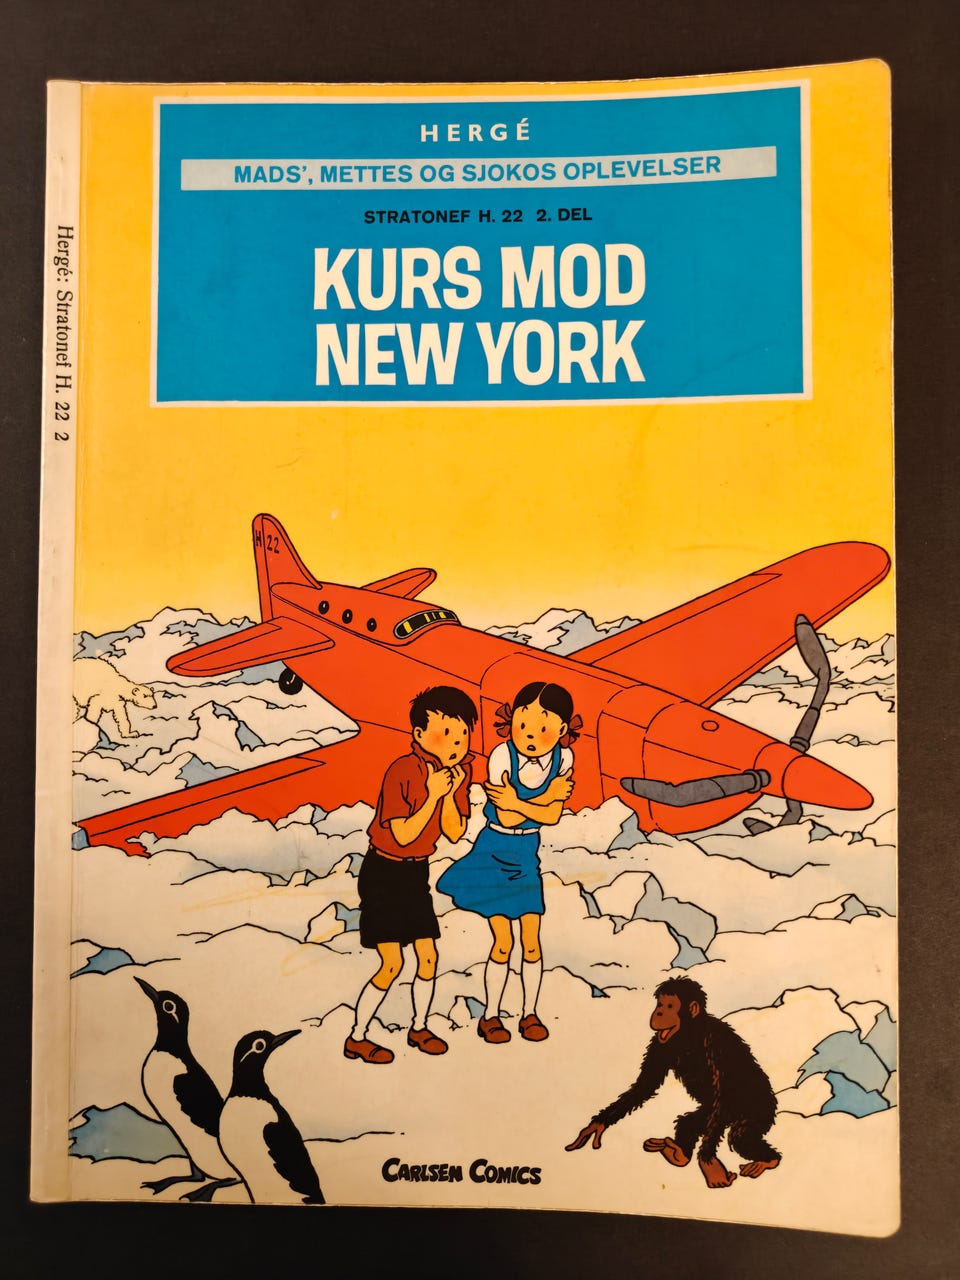 HERGÉ
MADS', METTES OG SJOKOS OPLEVELSER
STRATONEF H. 22 2. DEL
KURS MOD
NEW YORK
Hergé: Stratonef H. 22 2
H 22
CARLSEN COMICS